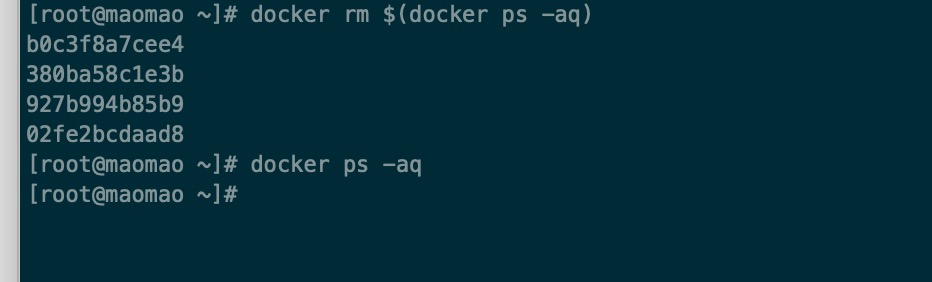 [root@maomao ~]# docker rm $(docker ps -aq)
b0c3f8a7cee4
380ba58c1e3b
927b994b85b9
02fe2bcdaad8
[root@maomao ~]# docker ps -aq
[root@maomao ~]#